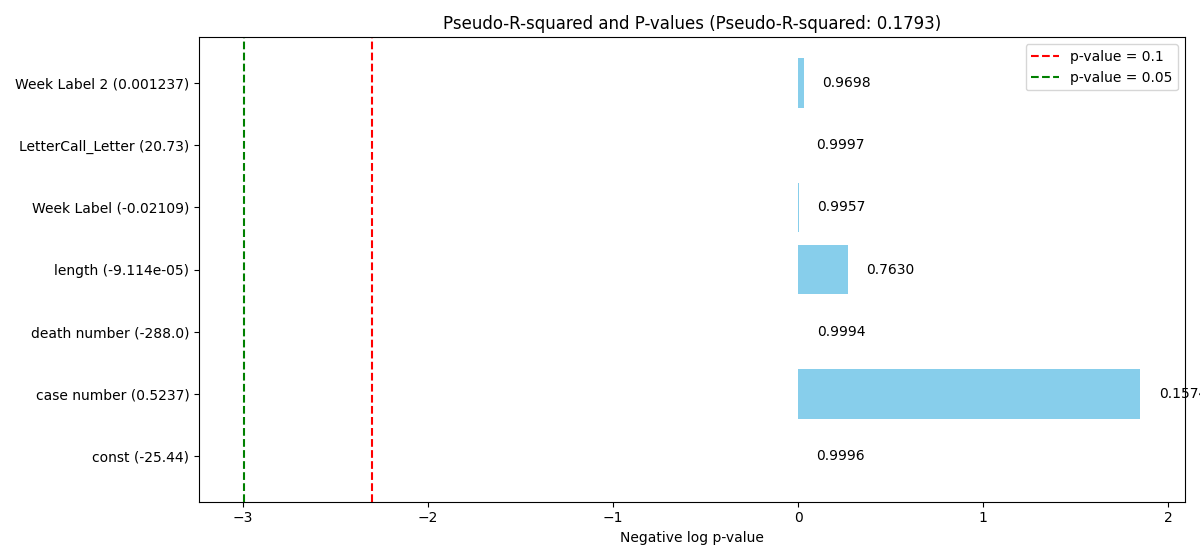 Pseudo-R-squared and P-values (Pseudo-R-squared: 0.1793)
p-value = 0.1
p-value = 0.05
Week Label 2 (0.001237)
0.9698
LetterCall_Letter (20.73)
0.9997
Week Label (-0.02109)
0.9957
length (-9.114e-05)
0.7630
death number (-288.0)
0.9994
case number (0.5237)
0.1574
const (-25.44)
0.9996
−3
−2
−1
0
1
2
Negative log p-value